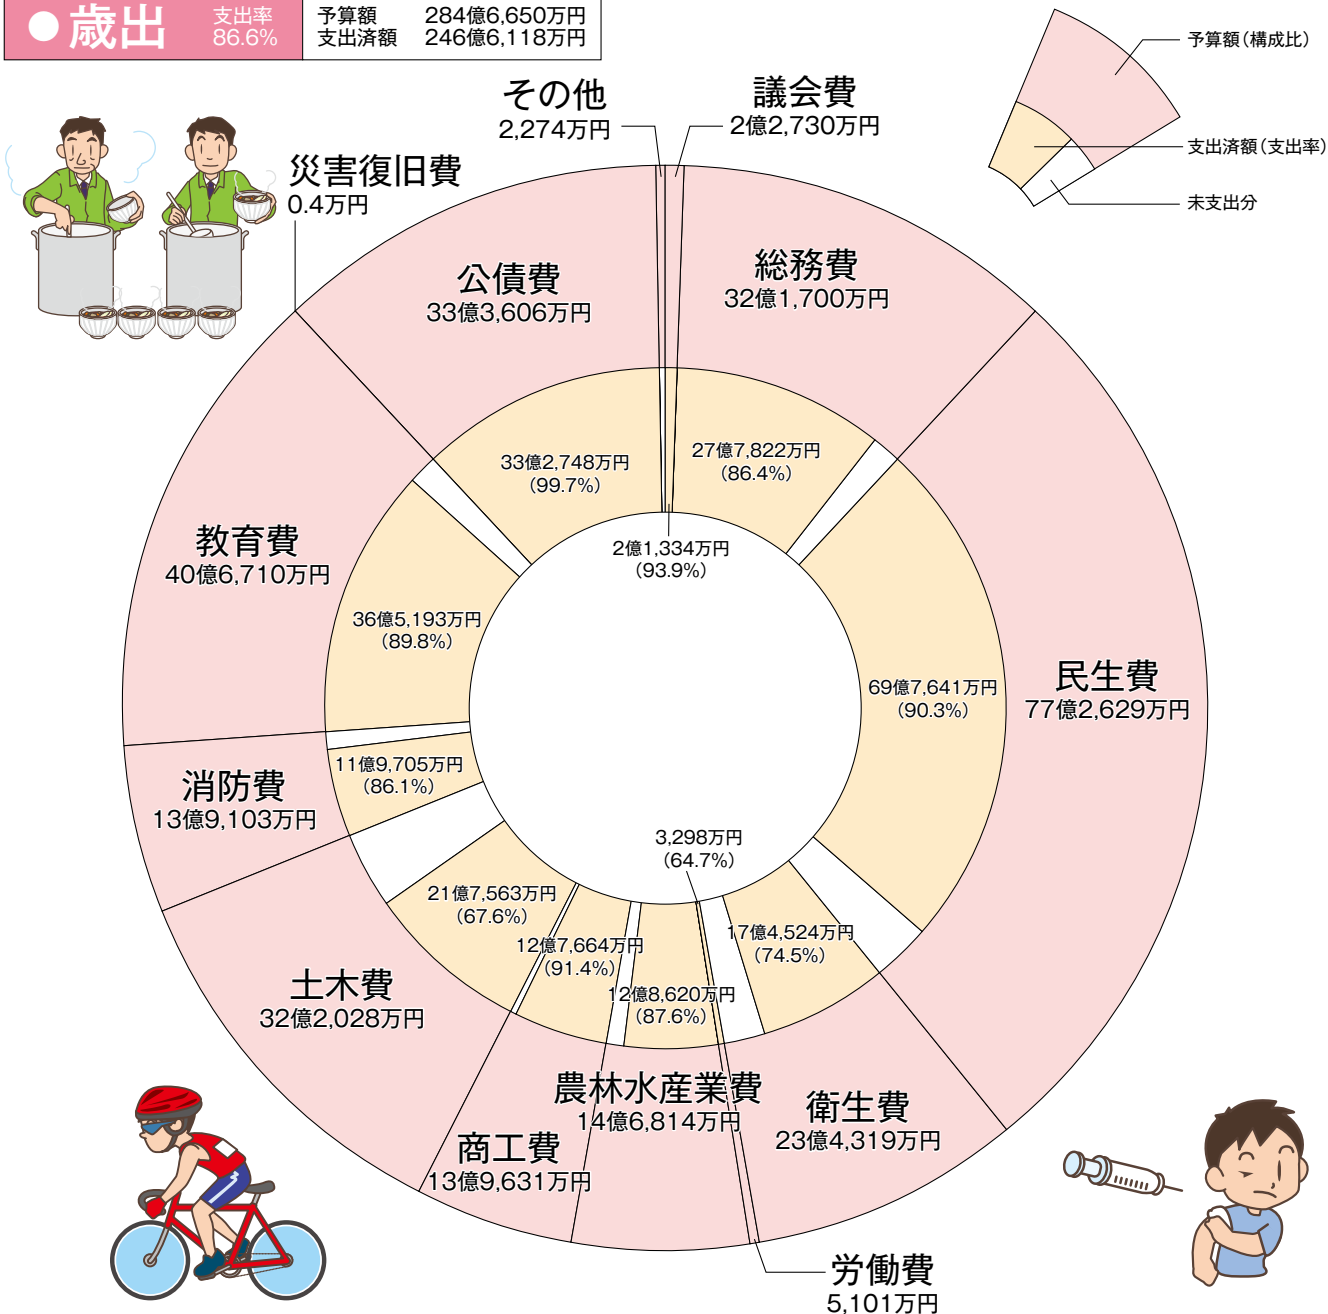 ●歳出
支出率
86.6%
予算額 284億6,650万円
支出済額 246億6,118万円
予算額(構成比)
支出済額(支出率)
未支出分
その他
2,274万円
議会費
2億2,730万円
災害復旧費
0.4万円
公債費
33億3,606万円
総務費
32億1,700万円
33億2,748万円
(99.7%)
27億7,822万円
(86.4%)
2億1,334万円
(93.9%)
教育費
40億6,710万円
36億5,193万円
(89.8%)
民生費
77億2,629万円
69億7,641万円
(90.3%)
消防費
13億9,103万円
11億9,705万円
(86.1%)
3,298万円
(64.7%)
土木費
32億2,028万円
21億7,563万円
(67.6%)
12億7,664万円
(91.4%)
12億8,620万円
(87.6%)
17億4,524万円
(74.5%)
農林水産業費
14億6,814万円
衛生費
23億4,319万円
商工費
13億9,631万円
労働費
5,101万円